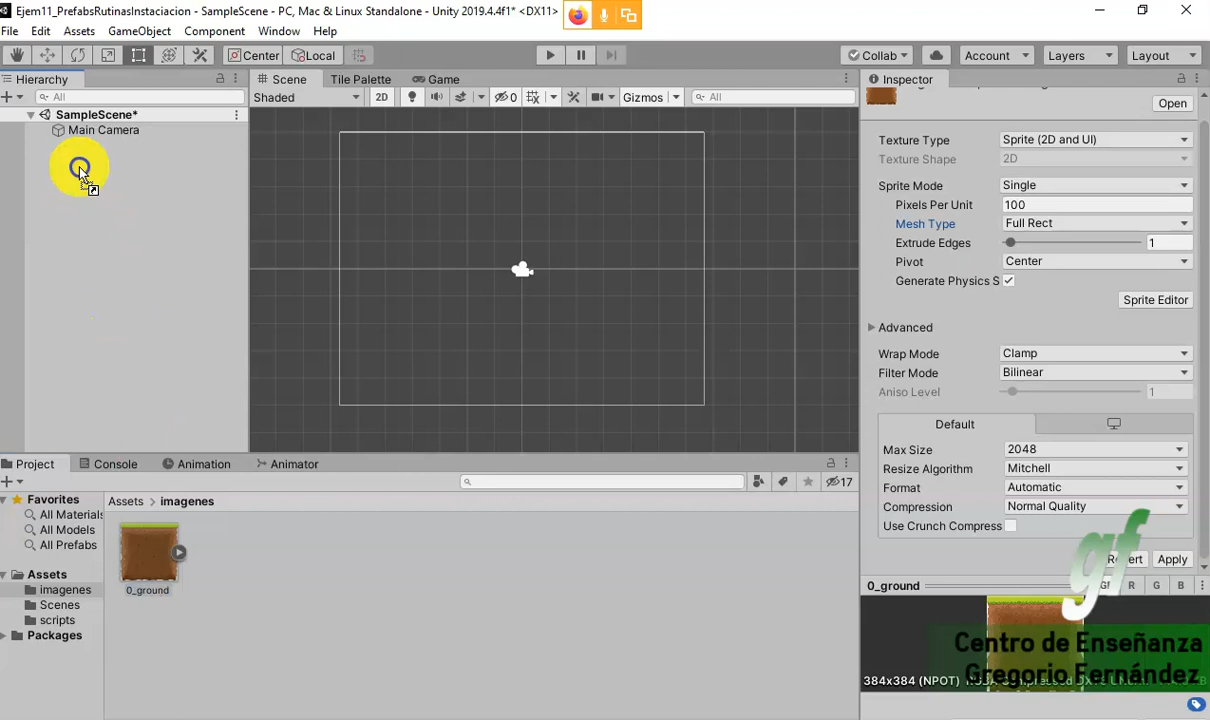 Ejem11_PrefabsRutinasInstaciacion - SampleScene - PC, Mac & Linux Standalone - Unity 2019.4.4f1* <DX11>
File Edit Assets GameObject Component Window Help
Center Local Collab Account Layers Layout
Hierarchy Scene Tile Palette Game Inspector
All Shaded 2D 0 Gizmos All
Open
SampleScene*
Main Camera
Texture Type Sprite (2D and UI)
Texture Shape 2D
Sprite Mode Single
Pixels Per Unit 100
Mesh Type Full Rect
Extrude Edges 1
Pivot Center
Generate Physics S
Sprite Editor
Advanced
Wrap Mode Clamp
Filter Mode Bilinear
Aniso Level 1
Default
Max Size 2048
Resize Algorithm Mitchell
Format Automatic
Compression Normal Quality
Use Crunch Compress
Apply
Project Console Animation Animator
17
Favorites
All Materials
All Models
All Prefabs
Assets
imagenes
Scenes
scripts
Packages
Assets imagenes
0_ground
0_ground R G B
gf
Centro de Enseñanza
Gregorio Fernández
384x384 (NPOT)